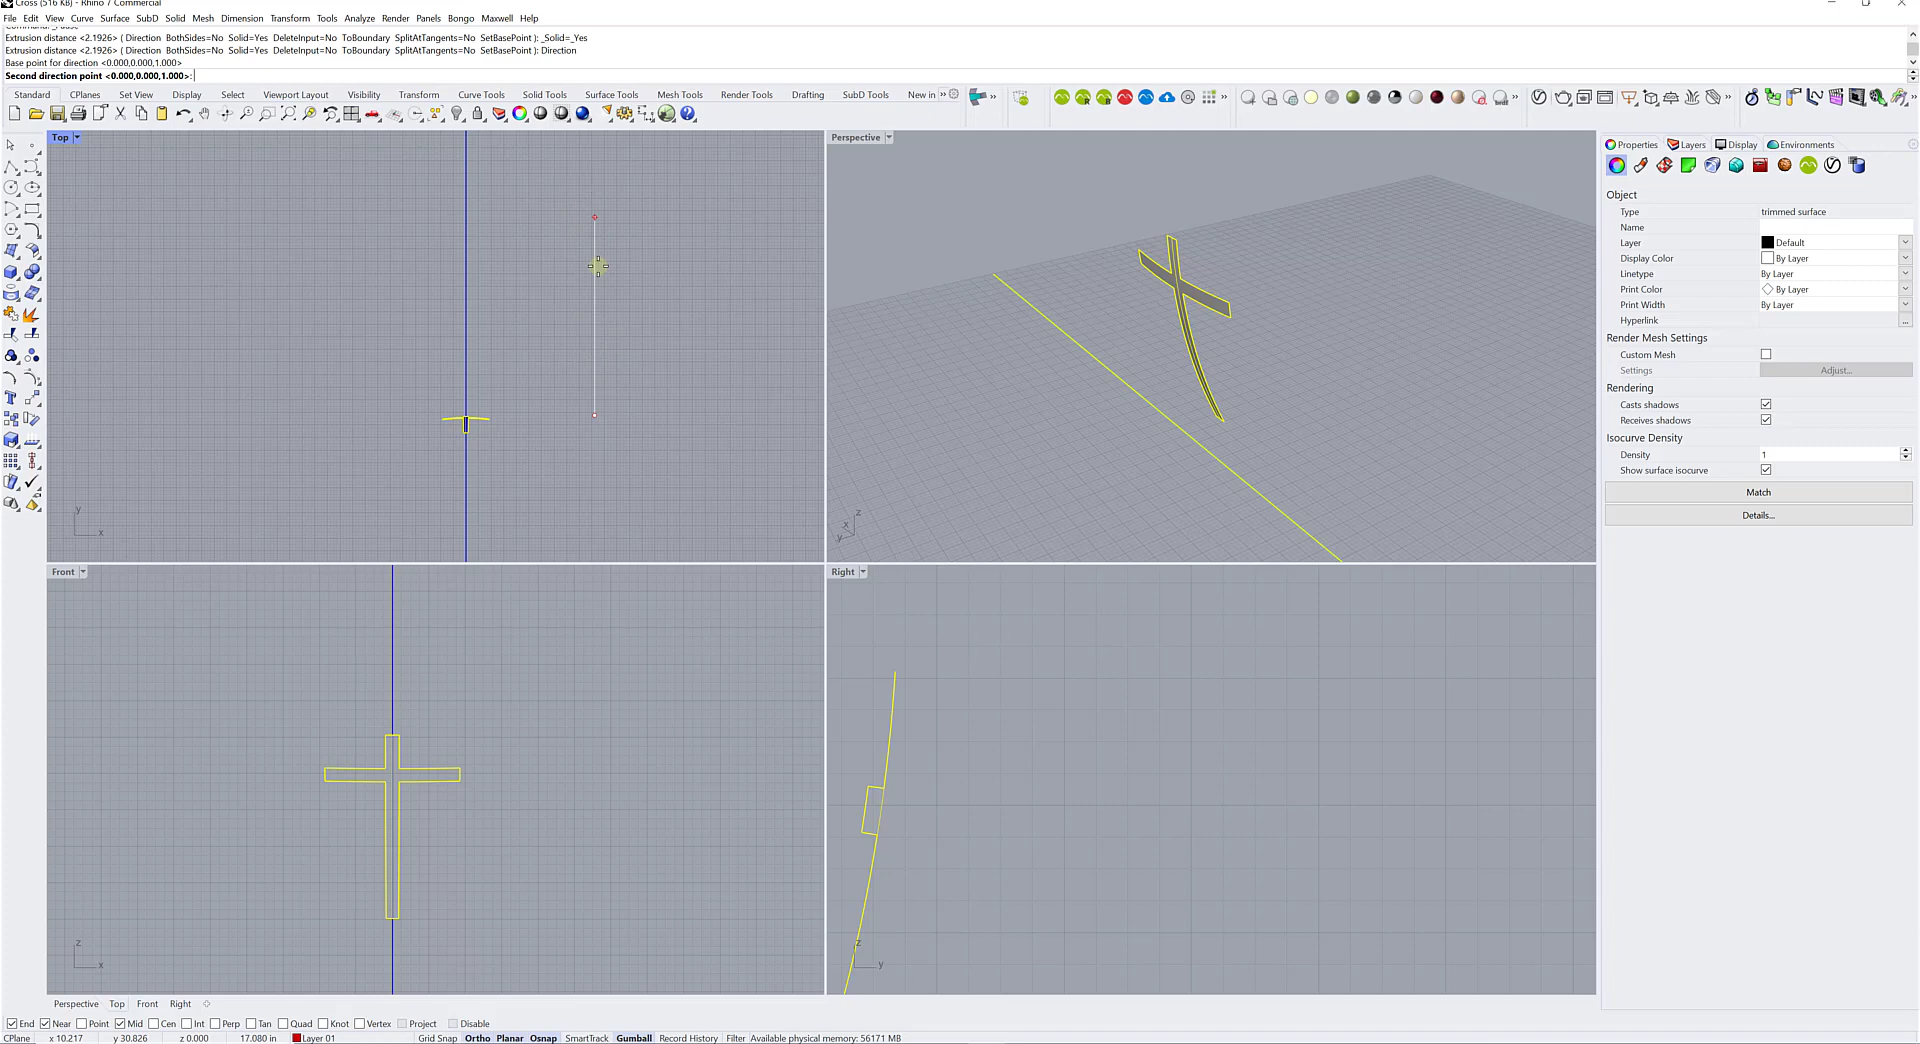 Cross (516 KB) - Rhino 7 Commercial
File Edit View Curve Surface SubD Solid Mesh Dimension Transform Tools Analyze Render Panels Bongo Maxwell Help
Extrusion distance <2.1926> ( Direction BothSides=No Solid=Yes DeleteInput=No ToBoundary SplitAtTangents=No SetBasePoint ): _Solid=_Yes
Extrusion distance <2.1926> ( Direction BothSides=No Solid=Yes DeleteInput=No ToBoundary SplitAtTangents=No SetBasePoint ): Direction
Base point for direction <0.000,0.000,1.000>
Second direction point <0.000,0.000,1.000>:
Standard CPlanes Set View Display Select Viewport Layout Visibility Transform Curve Tools Solid Tools Surface Tools Mesh Tools Render Tools Drafting SubD Tools New in
Top
Perspective
Properties Layers Display Environments
Object
Type trimmed surface
Name
Layer Default
Display Color By Layer
Linetype By Layer
Print Color By Layer
Print Width By Layer
Hyperlink ...
Render Mesh Settings
Custom Mesh
Settings Adjust...
Rendering
Casts shadows
Receives shadows
Isocurve Density
Density 1
Show surface isocurve
Match
Details...
y
x
z
x
y
Front
Right
z
x
z
y
Perspective Top Front Right
End Near Point Mid Cen Int Perp Tan Quad Knot Vertex Project Disable
CPlane x 10.217 y 30.826 z 0.000 17.080 in Layer 01 Grid Snap Ortho Planar Osnap SmartTrack Gumball Record History Filter Available physical memory: 56171 MB